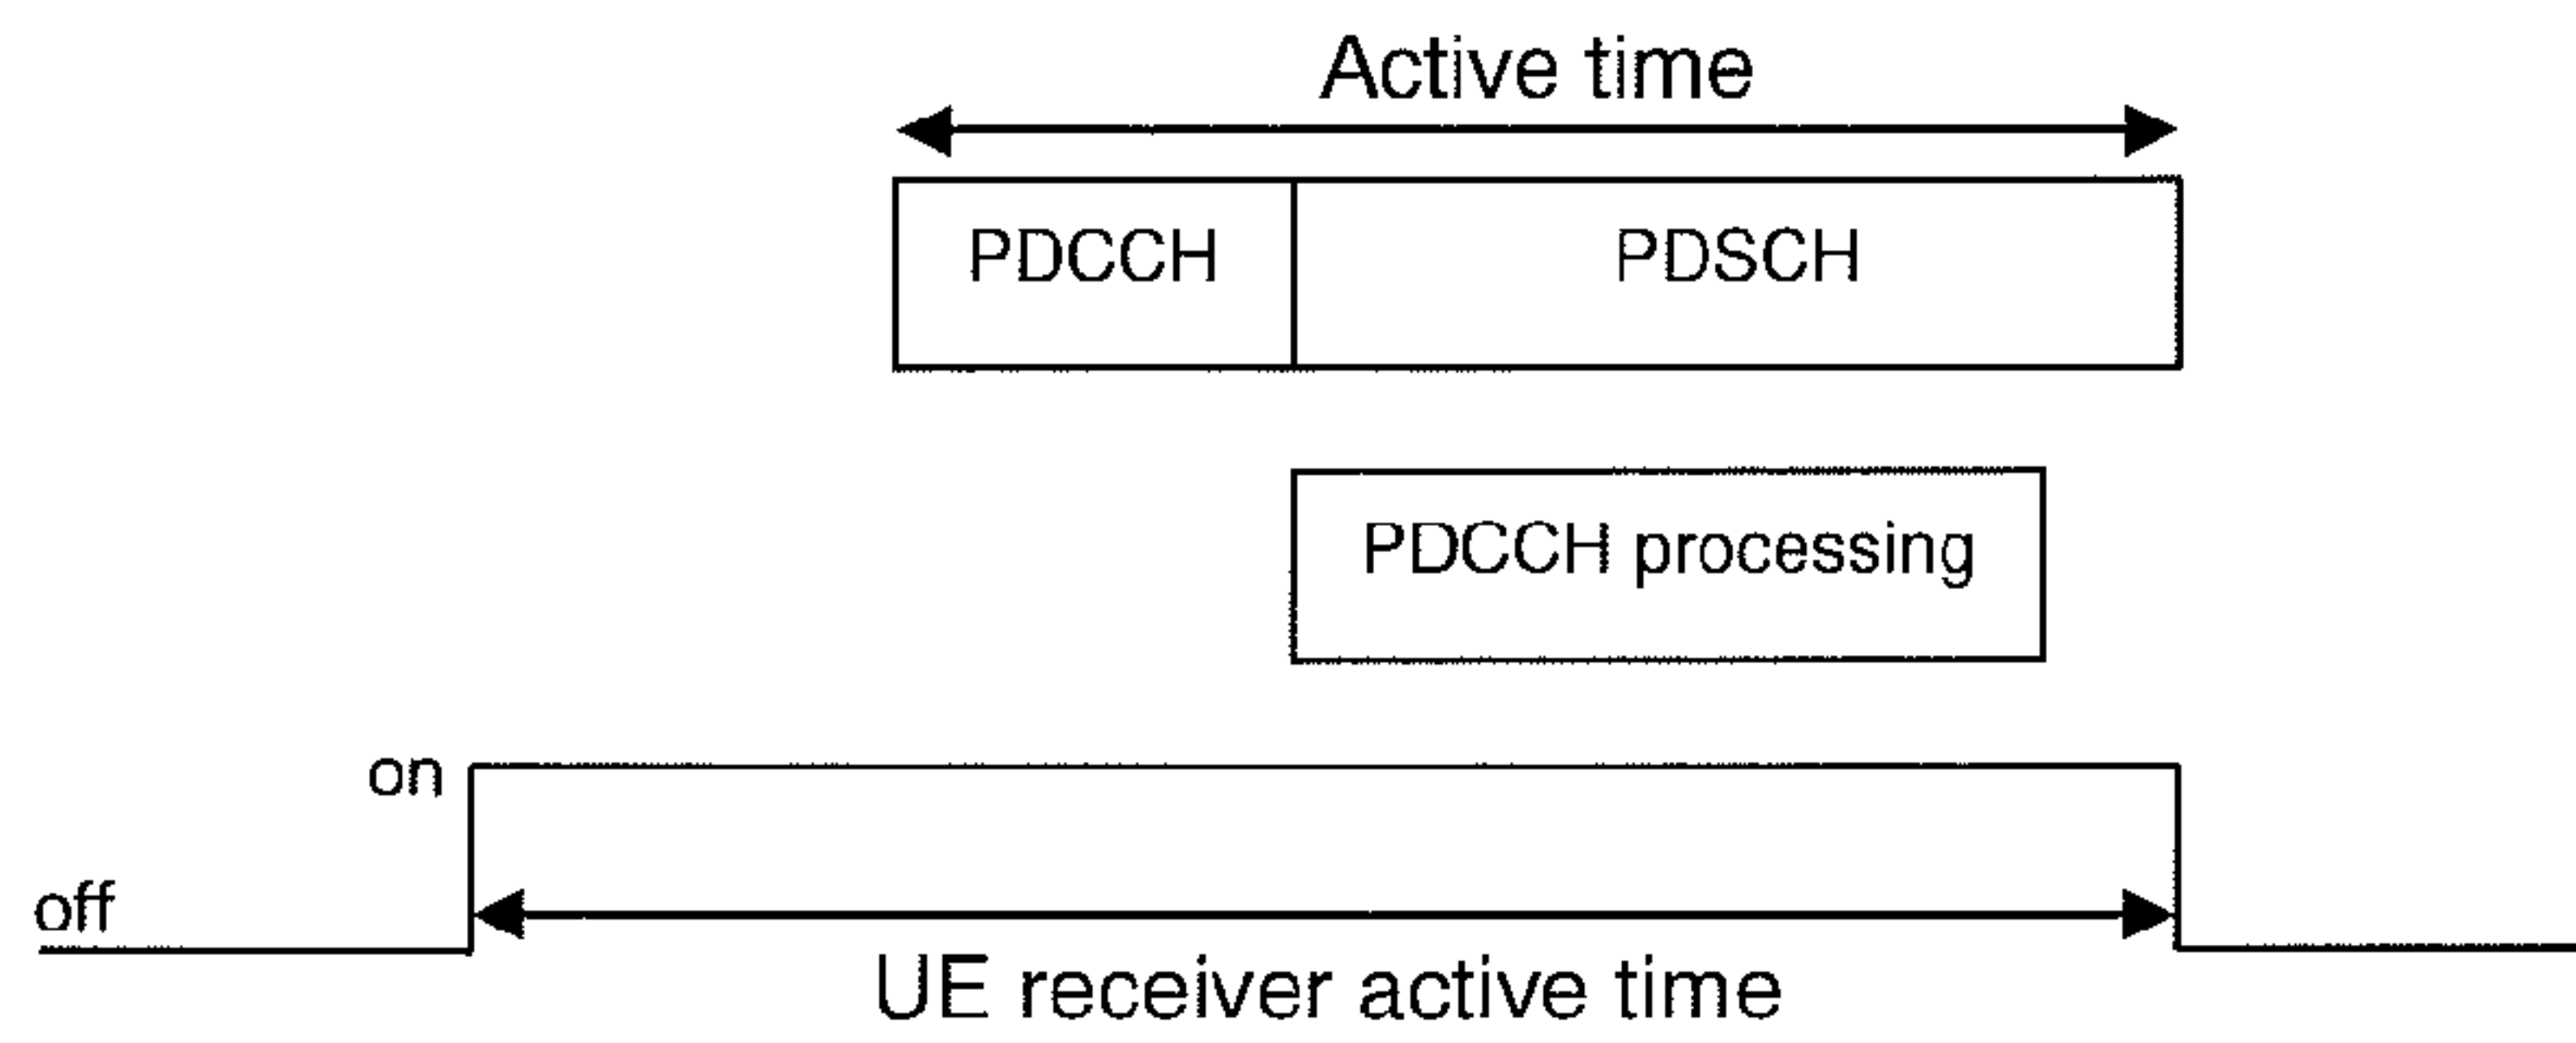 Active time
PDCCH PDSCH
PDCCH processing
on
off
UE receiver active time